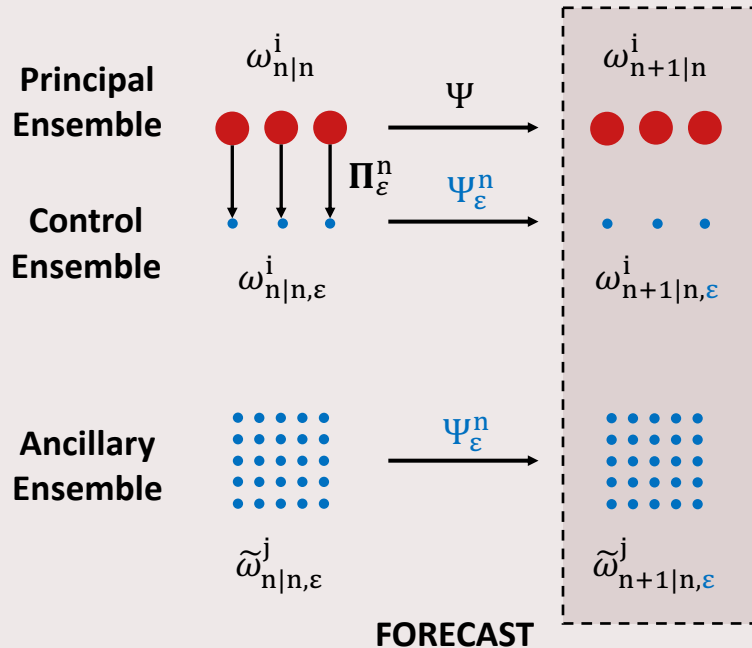 Principal
Ensemble
ω^i_{n|n}
Ψ
ω^i_{n+1|n}
Π^n_ε
Control
Ensemble
Ψ^n_ε
ω^i_{n|n,ε}
ω^i_{n+1|n,ε}
Ancillary
Ensemble
Ψ^n_ε
ω̃^j_{n|n,ε}
ω̃^j_{n+1|n,ε}
FORECAST